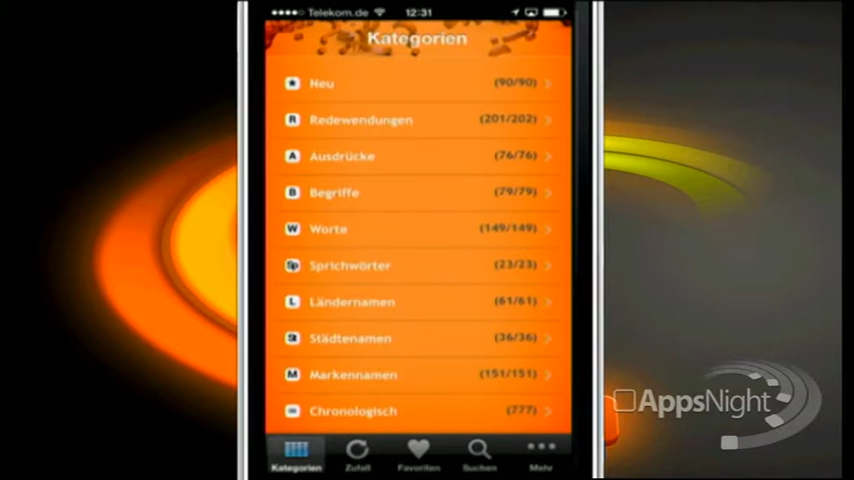 Telekom.de 12:31
Kategorien
★ Neu (90/90)
R Redewendungen (201/202)
A Ausdrücke (76/76)
B Begriffe (79/79)
W Worte (149/149)
Sp Sprichwörter (23/23)
L Ländernamen (61/61)
St Städtenamen (36/36)
M Markennamen (151/151)
Chronologisch (777)
Kategorien Zufall Favoriten Suchen Mehr
AppsNight